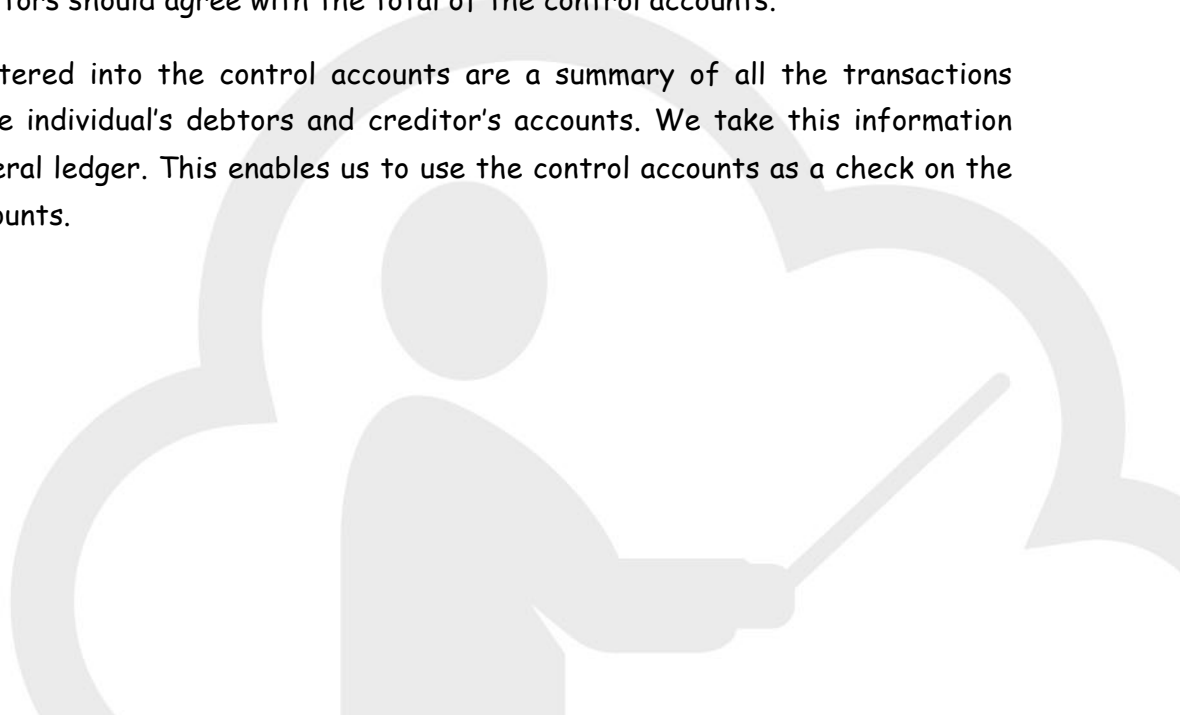 tors should agree with the total of the control accounts.
tered into the control accounts are a summary of all the transactions
e individual's debtors and creditor's accounts. We take this information
eral ledger. This enables us to use the control accounts as a check on the
ounts.